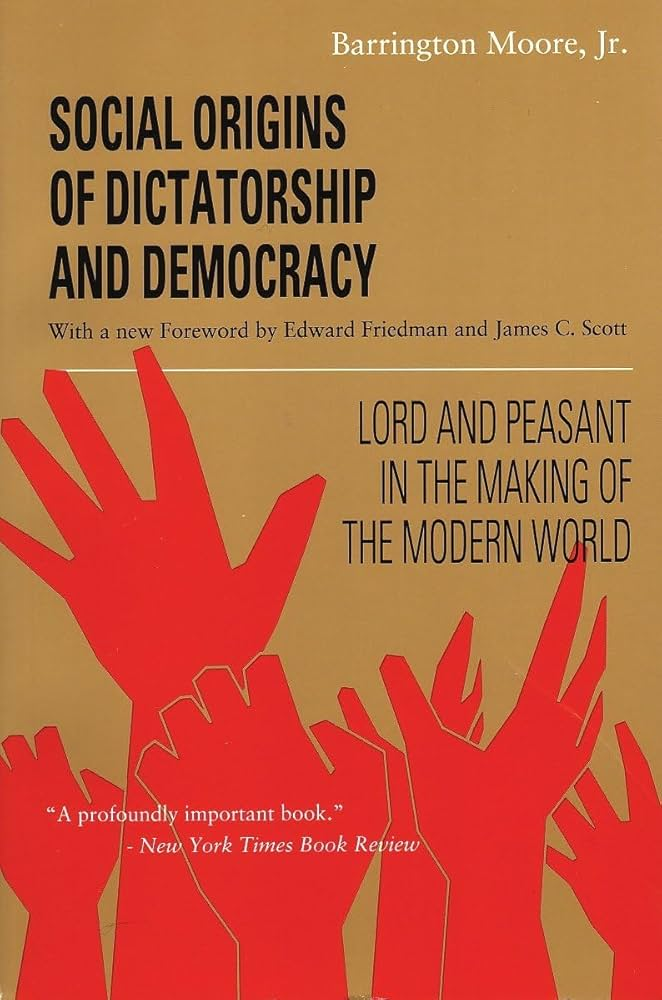 Barrington Moore, Jr.
SOCIAL ORIGINS
OF DICTATORSHIP
AND DEMOCRACY
With a new Foreword by Edward Friedman and James C. Scott
LORD AND PEASANT
IN THE MAKING OF
THE MODERN WORLD
“A profoundly important book.”
- New York Times Book Review